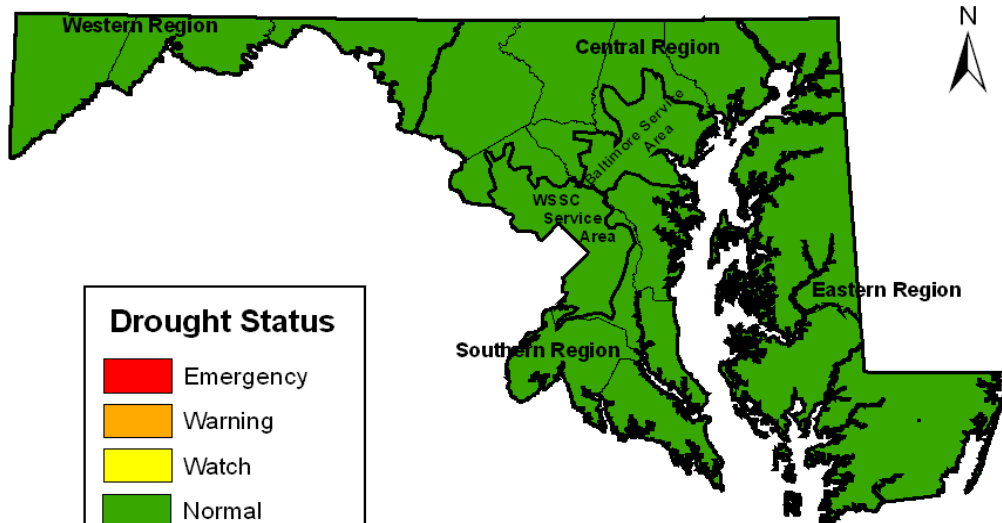 Western Region
N
Central Region
Baltimore Service
Area
WSSC
Service
Area
Eastern Region
Southern Region
Drought Status
Emergency
Warning
Watch
Normal